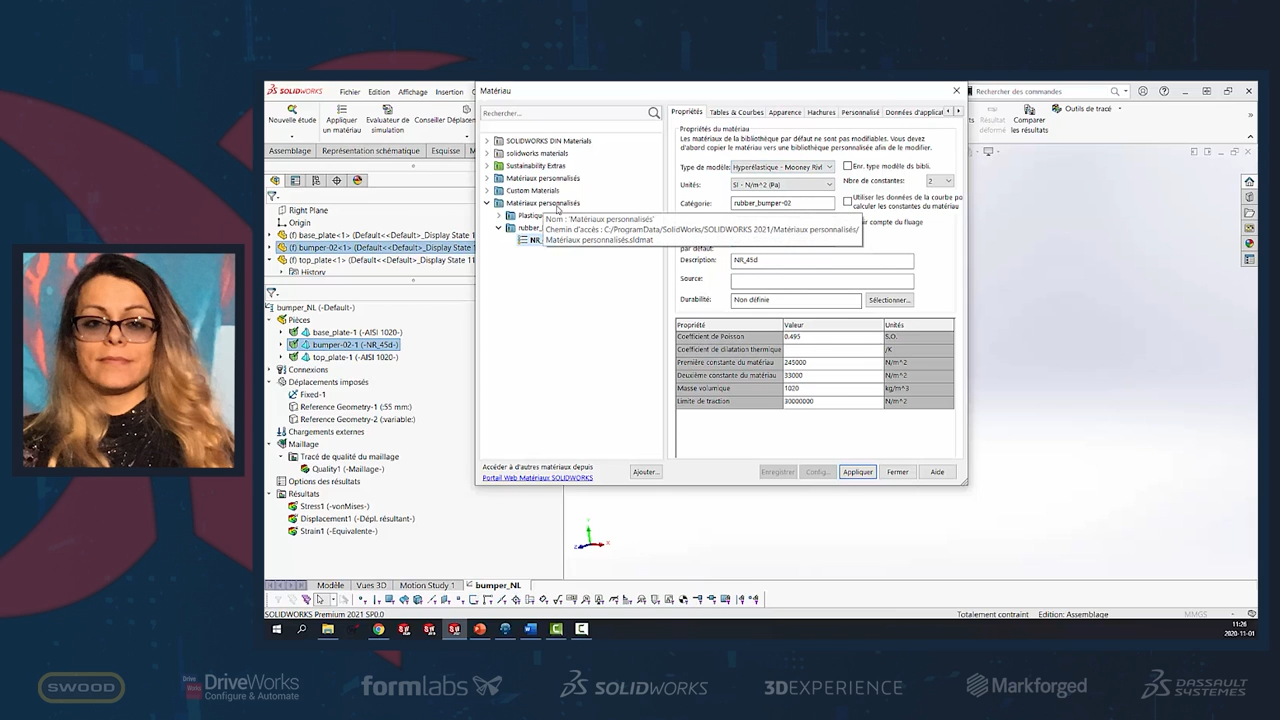 SOLIDWORKS
Fichier
Edition
Affichage
Insertion
Rechercher des commandes
Nouvelle étude
Appliquer
un matériau
Evaluateur de
simulation
Conseiller Déplacem
Résultat
déformé
Comparer
les résultats
Outils de tracé
Assemblage
Représentation schématique
Esquisse
Right Plane
Origin
(f) base_plate<1> (Default<<Default>_Display State
(f) bumper-02<1> (Default<<Default>_Display State 1
(f) top_plate<1> (Default<<Default>_Display State 1
History
bumper_NL (-Default-)
Pièces
base_plate-1 (-AISI 1020-)
bumper-02-1 (-NR_45d-)
top_plate-1 (-AISI 1020-)
Connexions
Déplacements imposés
Fixed-1
Reference Geometry-1 (:55 mm:)
Reference Geometry-2 (:variable:)
Chargements externes
Maillage
Tracé de qualité du maillage
Quality1 (-Maillage-)
Options des résultats
Résultats
Stress1 (-vonMises-)
Displacement1 (-Dépl. résultant-)
Strain1 (-Equivalente-)
Matériau
Rechercher...
SOLIDWORKS DIN Materials
solidworks materials
Sustainability Extras
Matériaux personnalisés
Custom Materials
Matériaux personnalisés
Plastiqu
rubber_
NR_
Nom : 'Matériaux personnalisés'
Chemin d'accès : C:/ProgramData/SolidWorks/SOLIDWORKS 2021/Matériaux personnalisés/
Matériaux personnalisés.sldmat
Accéder à d'autres matériaux depuis
Portail Web Matériaux SOLIDWORKS
Ajouter...
Propriétés
Tables & Courbes
Apparence
Hachures
Personnalisé
Données d'applicat
Propriétés du matériau
Les matériaux de la bibliothèque par défaut ne sont pas modifiables. Vous devez
d'abord copier le matériau vers une bibliothèque personnalisée afin de le modifier.
Type de modèle:
Hyperélastique - Mooney Rivl
Enr. type modèle ds bibli.
Unités:
SI - N/m^2 (Pa)
Nbre de constantes:
2
Catégorie:
rubber_bumper-02
Utiliser les données de la courbe po
calculer les constantes du matériau
r compte du fluage
par défaut:
Description:
NR_45d
Source:
Durabilité:
Non définie
Sélectionner...
Propriété Valeur Unités
Coefficient de Poisson 0.495 S.O.
Coefficient de dilatation thermique /K
Première constante du matériau 245000 N/m^2
Deuxième constante du matériau 33000 N/m^2
Masse volumique 1020 kg/m^3
Limite de traction 30000000 N/m^2
Enregistrer
Config...
Appliquer
Fermer
Aide
Modèle
Vues 3D
Motion Study 1
bumper_NL
SOLIDWORKS Premium 2021 SP0.0
Totalement contraint
Edition: Assemblage
MMGS
11:26
2020-11-01
SWOOD
DriveWorks
Configure & Automate
formlabs
SOLIDWORKS
3DEXPERIENCE
Markforged
DASSAULT
SYSTEMES